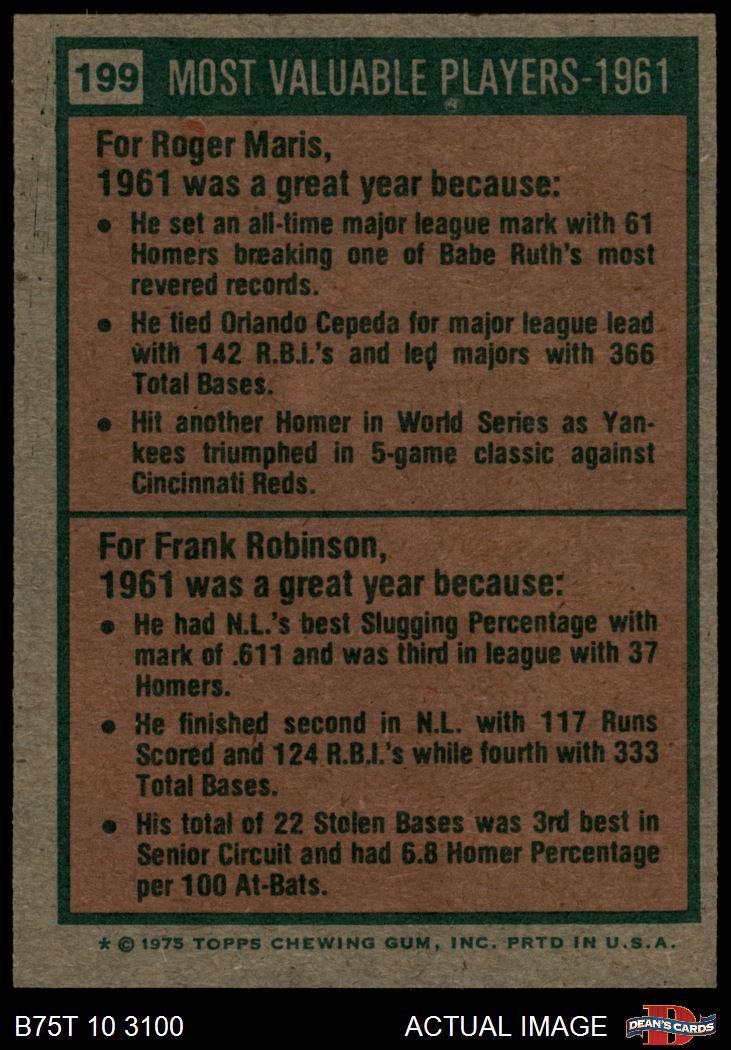 199 MOST VALUABLE PLAYERS-1961
For Roger Maris,
1961 was a great year because:
• He set an all-time major league mark with 61
Homers breaking one of Babe Ruth's most
revered records.
• He tied Orlando Cepeda for major league lead
with 142 R.B.I.'s and led majors with 366
Total Bases.
• Hit another Homer in World Series as Yan-
kees triumphed in 5-game classic against
Cincinnati Reds.
For Frank Robinson,
1961 was a great year because:
• He had N.L.'s best Slugging Percentage with
mark of .611 and was third in league with 37
Homers.
• He finished second in N.L. with 117 Runs
Scored and 124 R.B.I.'s while fourth with 333
Total Bases.
• His total of 22 Stolen Bases was 3rd best in
Senior Circuit and had 6.8 Homer Percentage
per 100 At-Bats.
* © 1975 TOPPS CHEWING GUM, INC. PRTD IN U.S.A.
B75T 10 3100 ACTUAL IMAGE DEAN'S CARDS